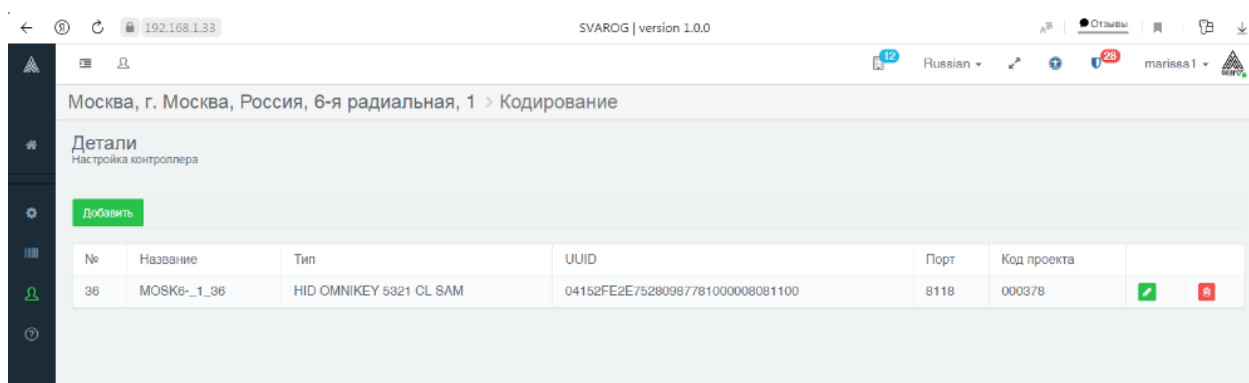 192.168.1.33 SVAROG | version 1.0.0 Отзывы
12 Russian 28 marissa1
Москва, г. Москва, Россия, 6-я радиальная, 1 > Кодирование
Детали
Настройка контроллера
Добавить
№ Название Тип UUID Порт Код проекта
36 MOSK6-_1_36 HID OMNIKEY 5321 CL SAM 04152FE2E75280987781000008081100 8118 000378